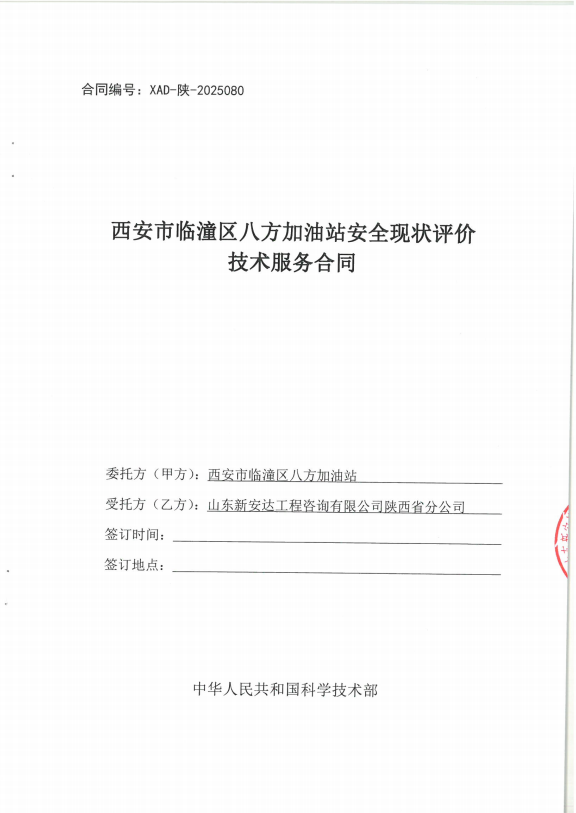 合同编号：XAD-陕-2025080
西安市临潼区八方加油站安全现状评价
技术服务合同
委托方（甲方）：西安市临潼区八方加油站
受托方（乙方）：山东新安达工程咨询有限公司陕西省分公司
签订时间：
签订地点：
中华人民共和国科学技术部